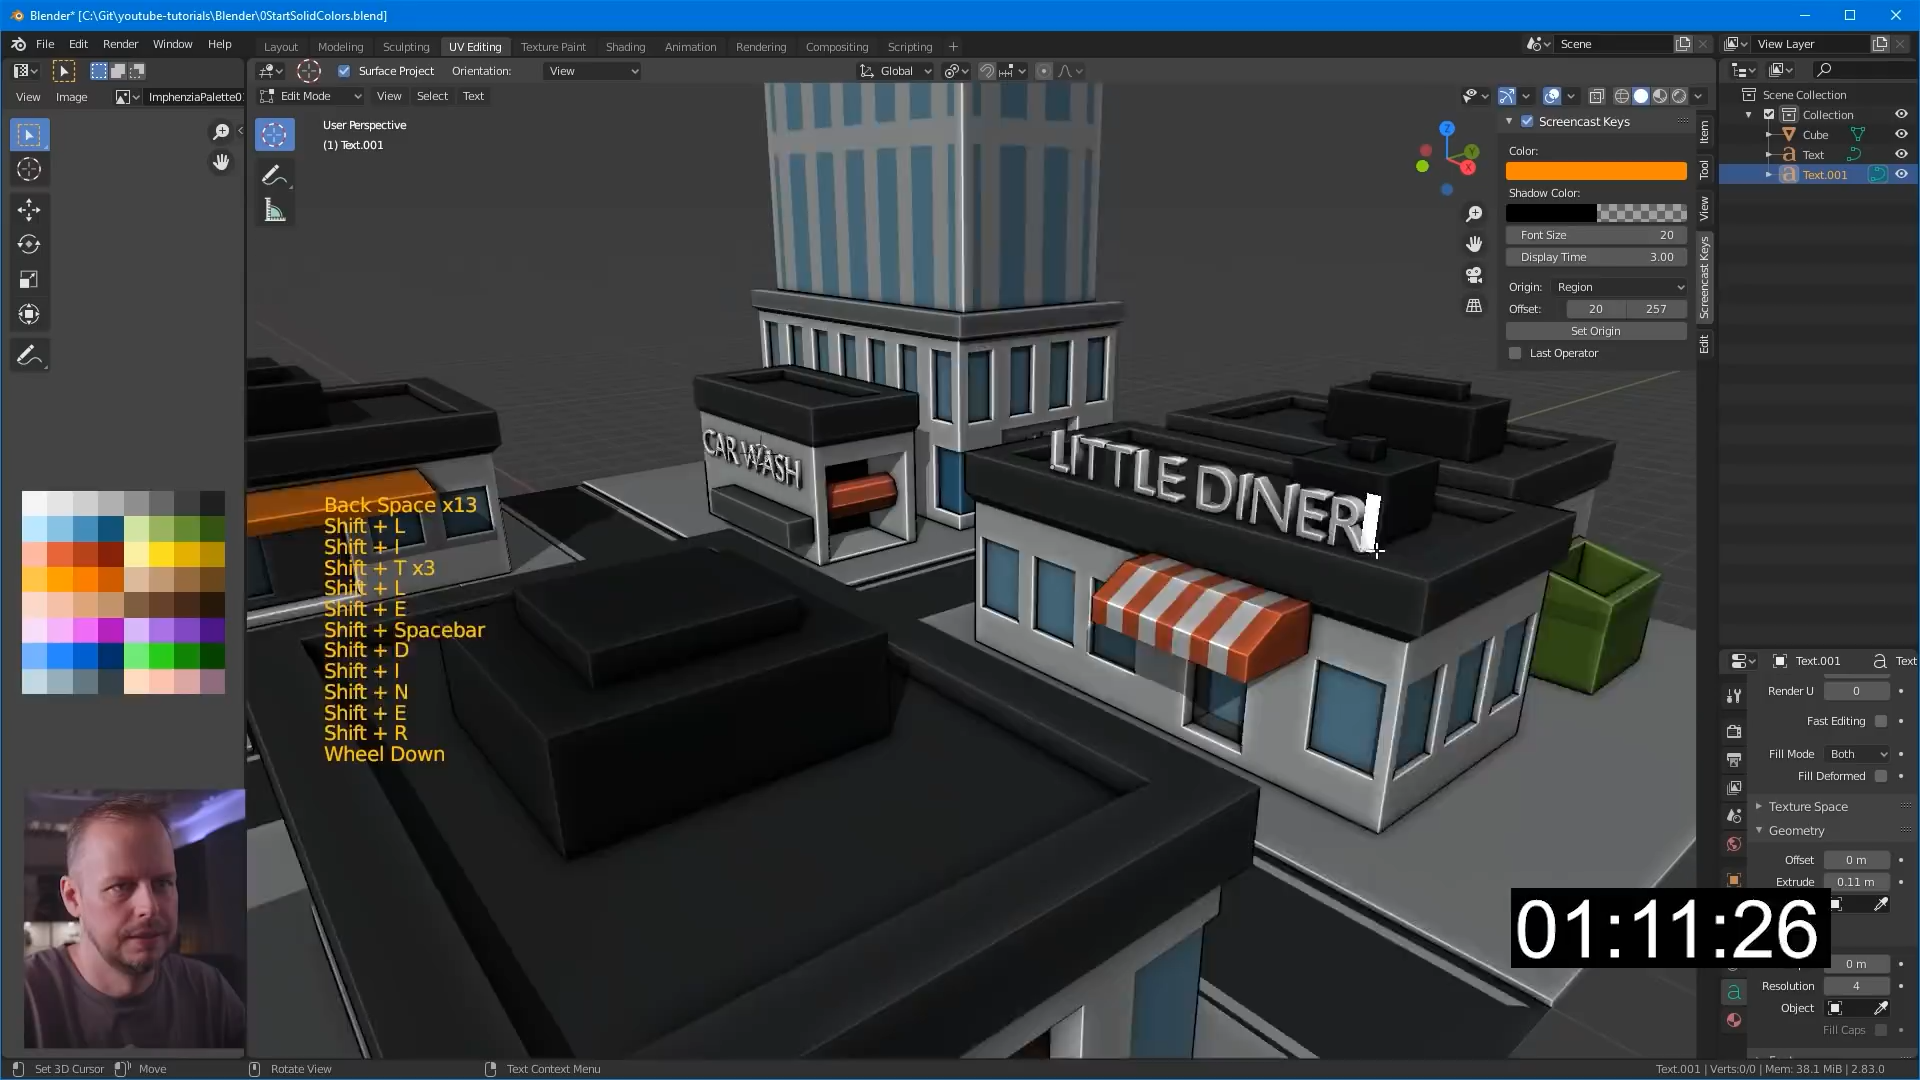 Blender* [C:\Git\youtube-tutorials\Blender\0StartSolidColors.blend]
File Edit Render Window Help
Layout Modeling Sculpting UV Editing Texture Paint Shading Animation Rendering Compositing Scripting +
Scene
View Layer
Surface Project Orientation: View
Global
View Image ImphenziaPalette0
Edit Mode View Select Text
User Perspective
(1) Text.001
Screencast Keys
Color:
Shadow Color:
Font Size 20
Display Time 3.00
Origin: Region
Offset: 20 257
Set Origin
Last Operator
Item
Tool
View
Screencast Keys
Edit
Scene Collection
Collection
Cube
Text
Text.001
CAR WASH
LITTLE DINER
Back Space x13
Shift + L
Shift + I
Shift + T x3
Shift + L
Shift + E
Shift + Spacebar
Shift + D
Shift + I
Shift + N
Shift + E
Shift + R
Wheel Down
Text.001 Text
Render U 0
Fast Editing
Fill Mode Both
Fill Deformed
Texture Space
Geometry
Offset 0 m
Extrude 0.11 m
01:11:26
0 m
Resolution 4
Object
Fill Caps
Set 3D Cursor Move Rotate View Text Context Menu
Text.001 | Verts:0/0 | Mem: 38.1 MiB | 2.83.0